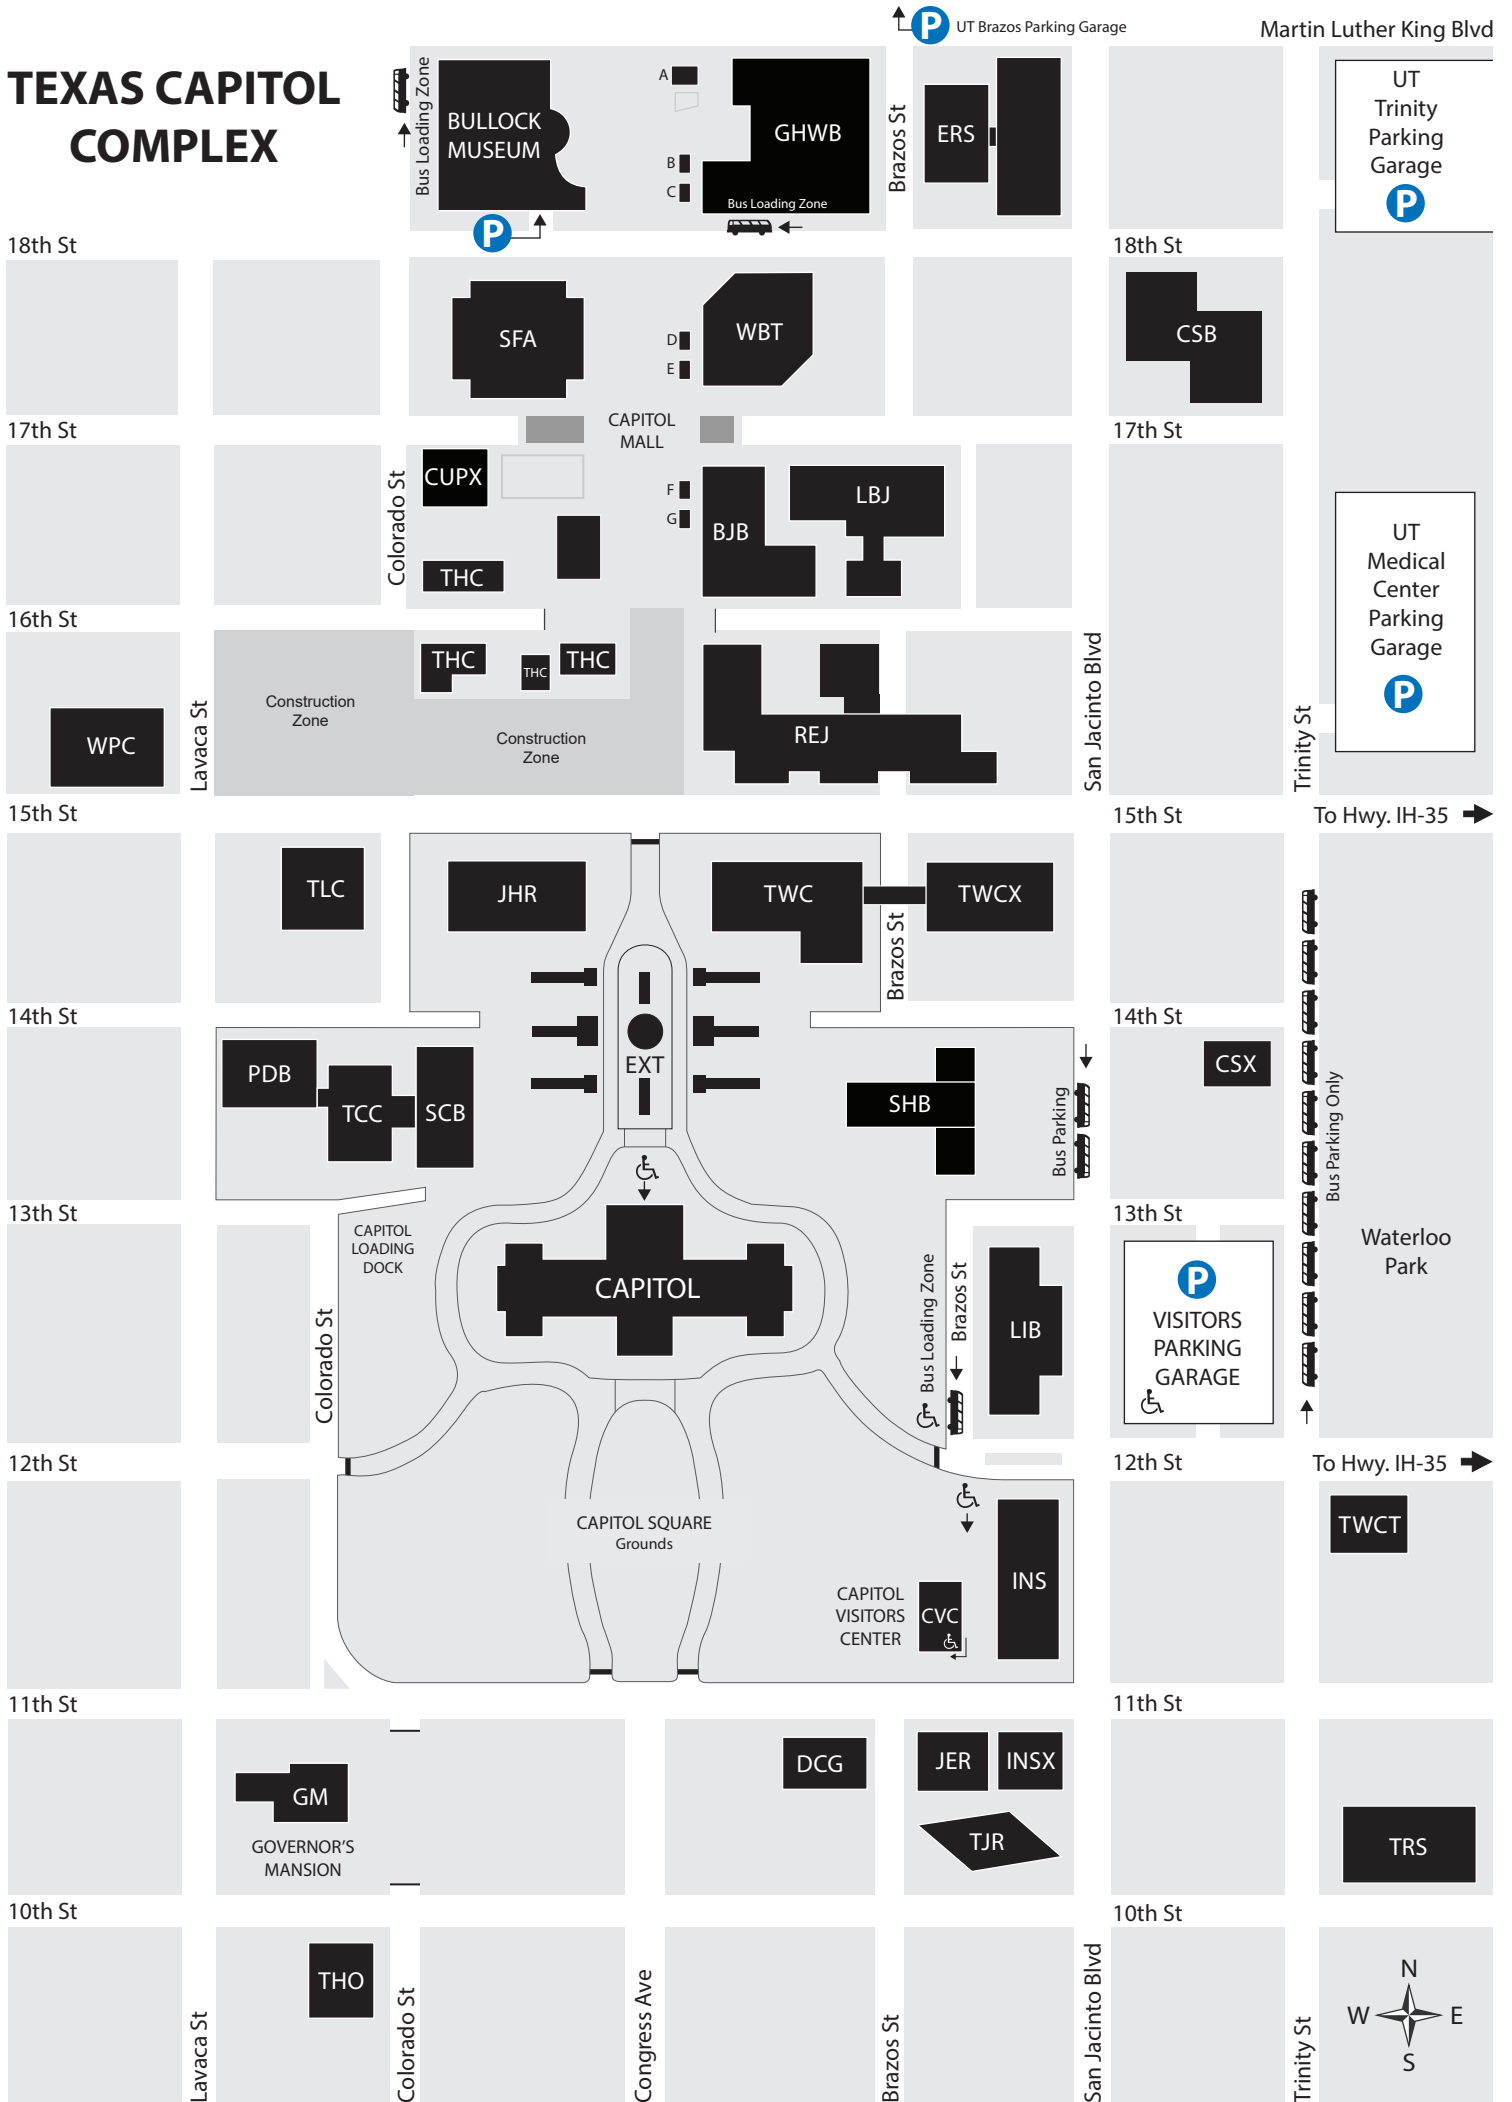 TEXAS CAPITOL
COMPLEX
P
UT Brazos Parking Garage
Martin Luther King Blvd
Bus Loading Zone
BULLOCK
MUSEUM
P
A
B
C
GHWB
Bus Loading Zone
Brazos St
ERS
UT
Trinity
Parking
Garage
P
18th St
18th St
SFA
D
E
WBT
CSB
17th St
CAPITOL
MALL
17th St
Colorado St
CUPX
THC
F
G
BJB
LBJ
UT
Medical
Center
Parking
Garage
P
16th St
WPC
Lavaca St
Construction
Zone
THC
THC
THC
Construction
Zone
REJ
San Jacinto Blvd
Trinity St
15th St
15th St
To Hwy. IH-35
TLC
JHR
TWC
Brazos St
TWCX
14th St
14th St
PDB
TCC
SCB
EXT
SHB
Bus Parking
CSX
Bus Parking Only
13th St
13th St
CAPITOL
LOADING
DOCK
Colorado St
CAPITOL
Bus Loading Zone
Brazos St
LIB
P
VISITORS
PARKING
GARAGE
Waterloo
Park
12th St
12th St
To Hwy. IH-35
CAPITOL SQUARE
Grounds
CAPITOL
VISITORS
CENTER
CVC
INS
TWCT
11th St
11th St
GM
GOVERNOR'S
MANSION
DCG
JER
INSX
TJR
TRS
10th St
10th St
Lavaca St
THO
Colorado St
Congress Ave
Brazos St
San Jacinto Blvd
Trinity St
N
W
E
S